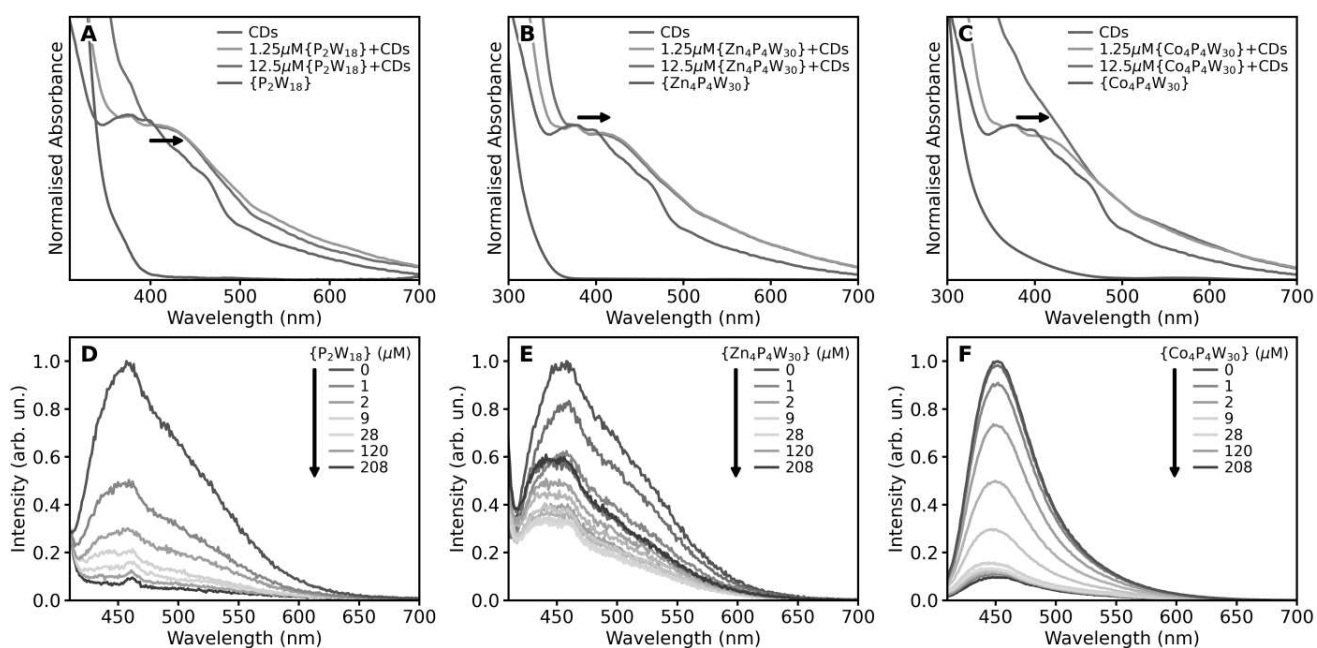 A
CDs
1.25μM{P₂W₁₈}+CDs
12.5μM{P₂W₁₈}+CDs
{P₂W₁₈}
Normalised Absorbance
400 500 600 700
Wavelength (nm)
B
CDs
1.25μM{Zn₄P₄W₃₀}+CDs
12.5μM{Zn₄P₄W₃₀}+CDs
{Zn₄P₄W₃₀}
Normalised Absorbance
300 400 500 600 700
Wavelength (nm)
C
CDs
1.25μM{Co₄P₄W₃₀}+CDs
12.5μM{Co₄P₄W₃₀}+CDs
{Co₄P₄W₃₀}
Normalised Absorbance
300 400 500 600 700
Wavelength (nm)
D
{P₂W₁₈} (μM)
0
1
2
9
28
120
208
Intensity (arb. un.)
1.0
0.8
0.6
0.4
0.2
0.0
450 500 550 600 650 700
Wavelength (nm)
E
{Zn₄P₄W₃₀} (μM)
0
1
2
9
28
120
208
Intensity (arb. un.)
1.0
0.8
0.6
0.4
0.2
0.0
450 500 550 600 650 700
Wavelength (nm)
F
{Co₄P₄W₃₀} (μM)
0
1
2
9
28
120
208
Intensity (arb. un.)
1.0
0.8
0.6
0.4
0.2
0.0
450 500 550 600 650 700
Wavelength (nm)